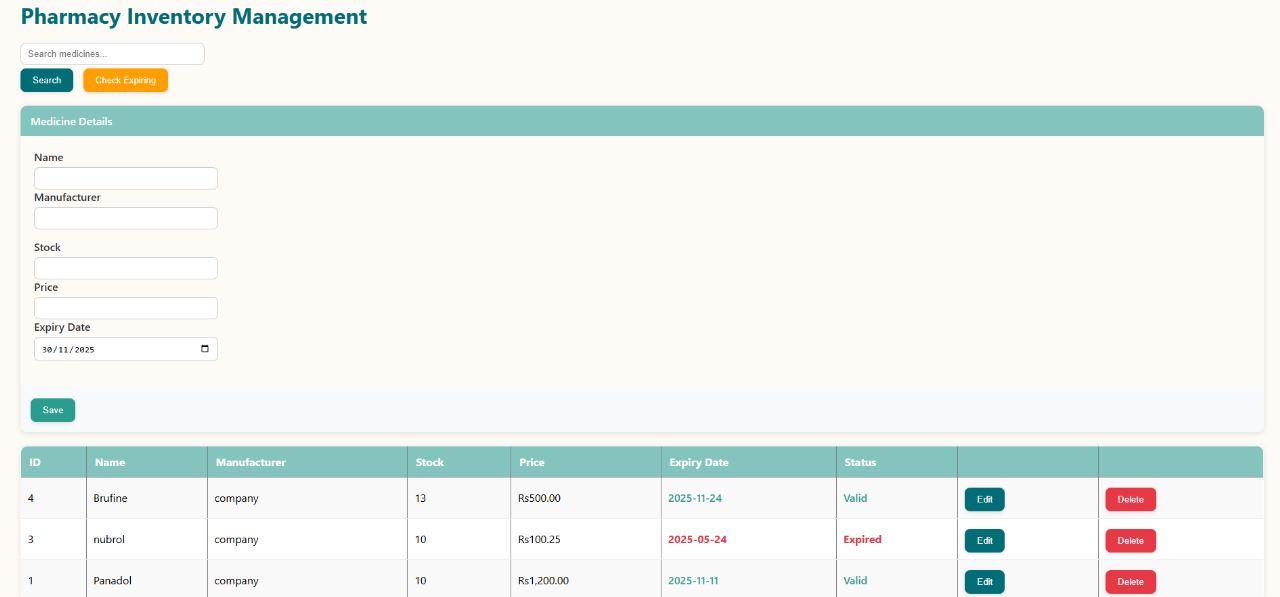 Pharmacy Inventory Management
Search medicines...
Search Check Expiring
Medicine Details
Name
Manufacturer
Stock
Price
Expiry Date
30/11/2025
Save
ID Name Manufacturer Stock Price Expiry Date Status
4 Brufine company 13 Rs500.00 2025-11-24 Valid Edit Delete
3 nubrol company 10 Rs100.25 2025-05-24 Expired Edit Delete
1 Panadol company 10 Rs1,200.00 2025-11-11 Valid Edit Delete